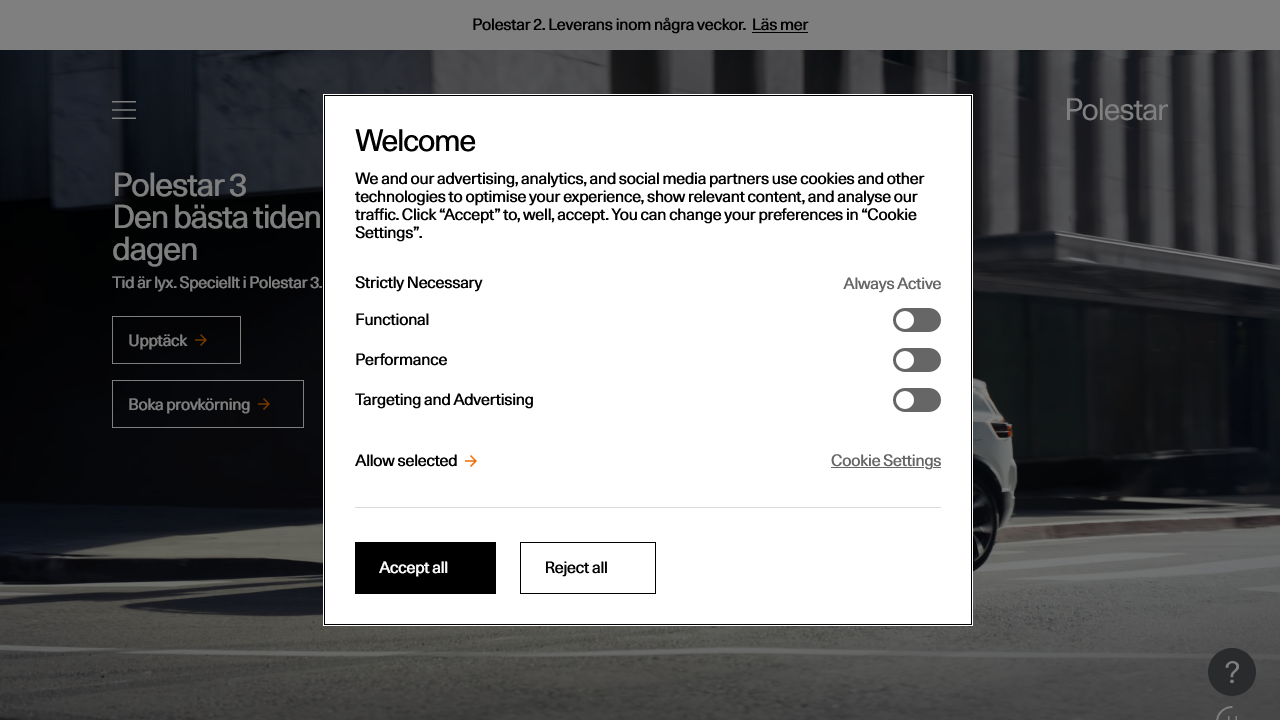 Polestar 2. Leverans inom några veckor. Läs mer
Polestar
Polestar 3
Den bästa tiden
dagen
Tid är lyx. Speciellt i Polestar 3.
Upptäck
Boka provkörning
Welcome
We and our advertising, analytics, and social media partners use cookies and other
technologies to optimise your experience, show relevant content, and analyse our
traffic. Click “Accept” to, well, accept. You can change your preferences in “Cookie
Settings”.
Strictly Necessary Always Active
Functional
Performance
Targeting and Advertising
Allow selected Cookie Settings
Accept all Reject all
?